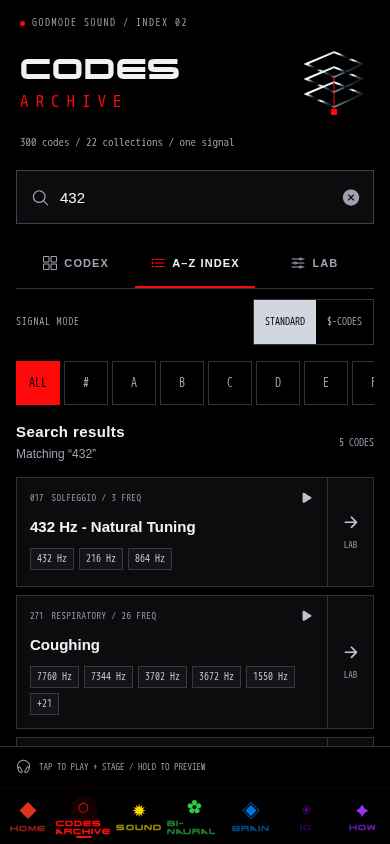 GODMODE SOUND / INDEX 02
CODES
ARCHIVE
300 codes / 22 collections / one signal
432
CODEX
A–Z INDEX
LAB
SIGNAL MODE
STANDARD
$-CODES
ALL
#
A
B
C
D
E
Search results
5 CODES
Matching “432”
017 SOLFEGGIO / 3 FREQ
432 Hz - Natural Tuning
432 Hz
216 Hz
864 Hz
LAB
271 RESPIRATORY / 26 FREQ
Coughing
7760 Hz
7344 Hz
3702 Hz
3672 Hz
1550 Hz
+21
LAB
TAP TO PLAY + STAGE / HOLD TO PREVIEW
HOME
CODES
ARCHIVE
SOUND
BI-
NAURAL
BRAIN
HOW